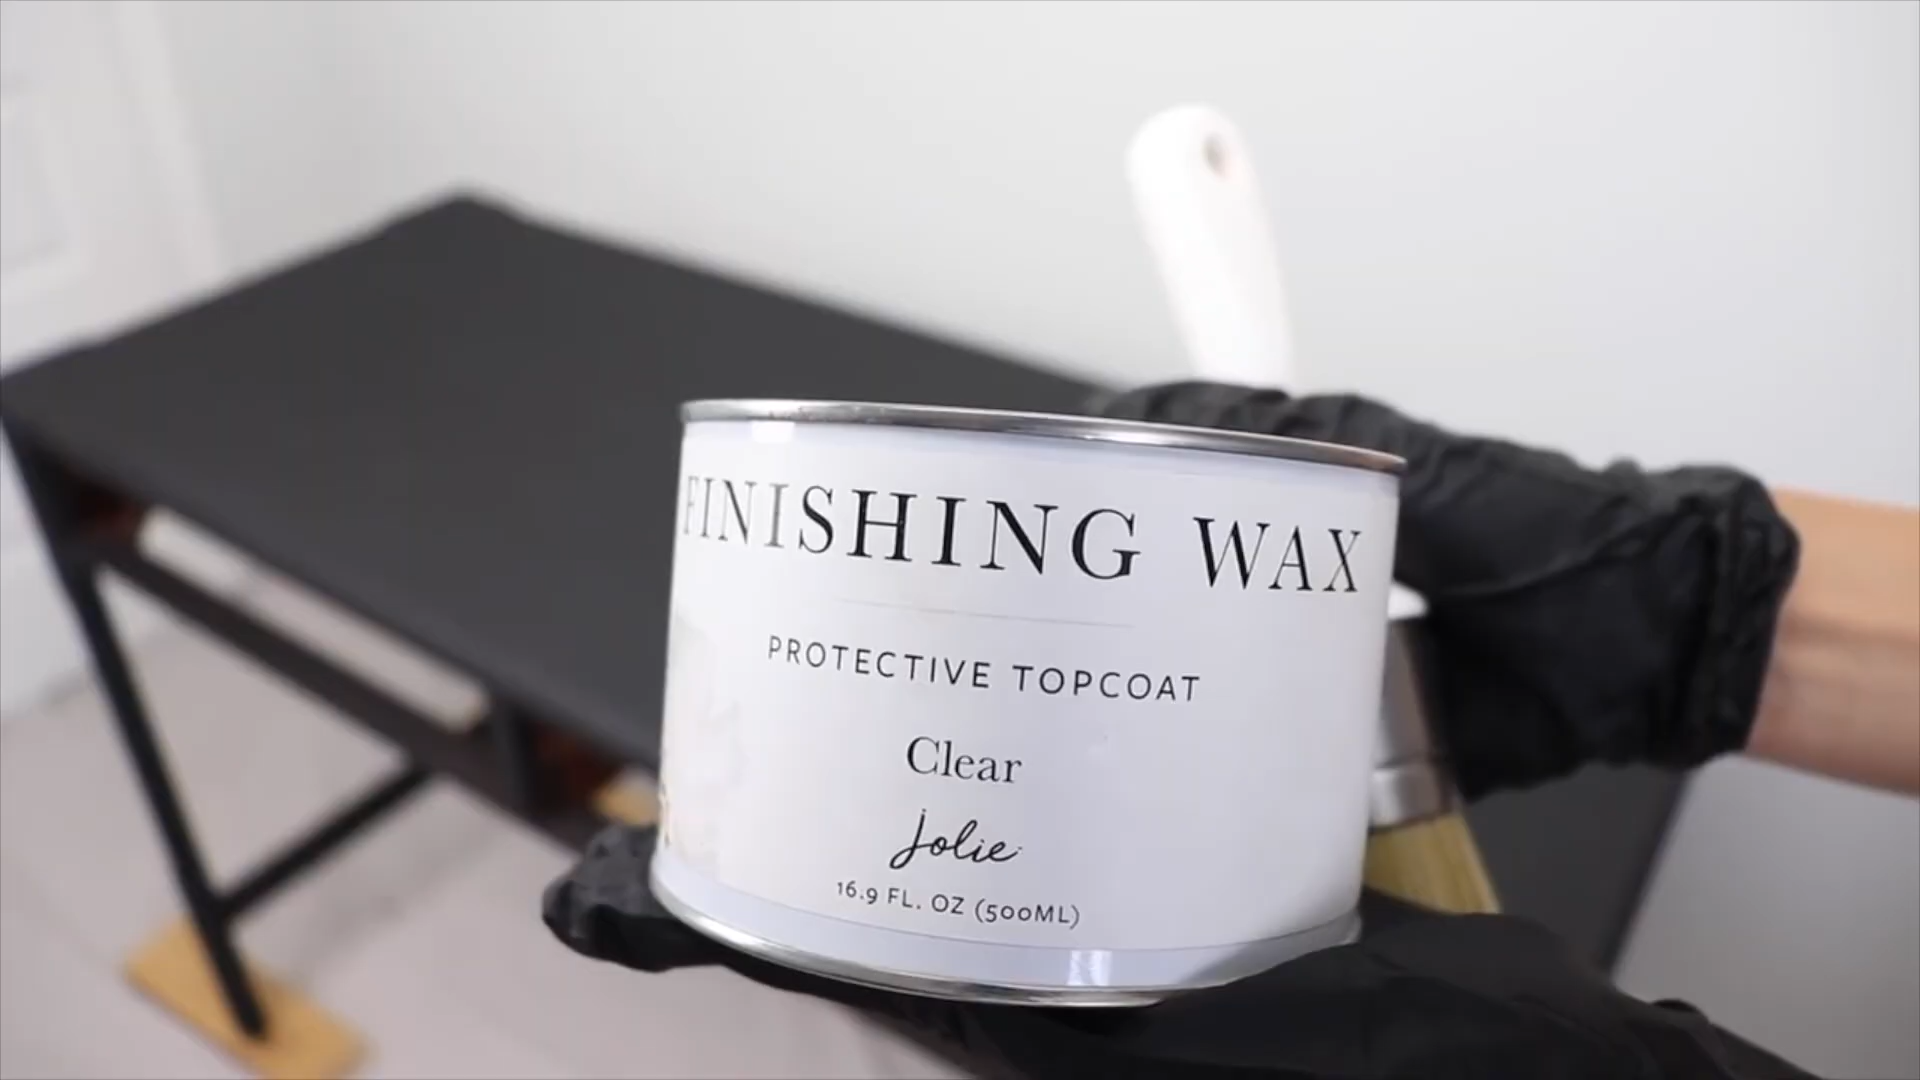 FINISHING WAX
PROTECTIVE TOPCOAT
Clear
Jolie
16.9 FL. OZ (500ML)